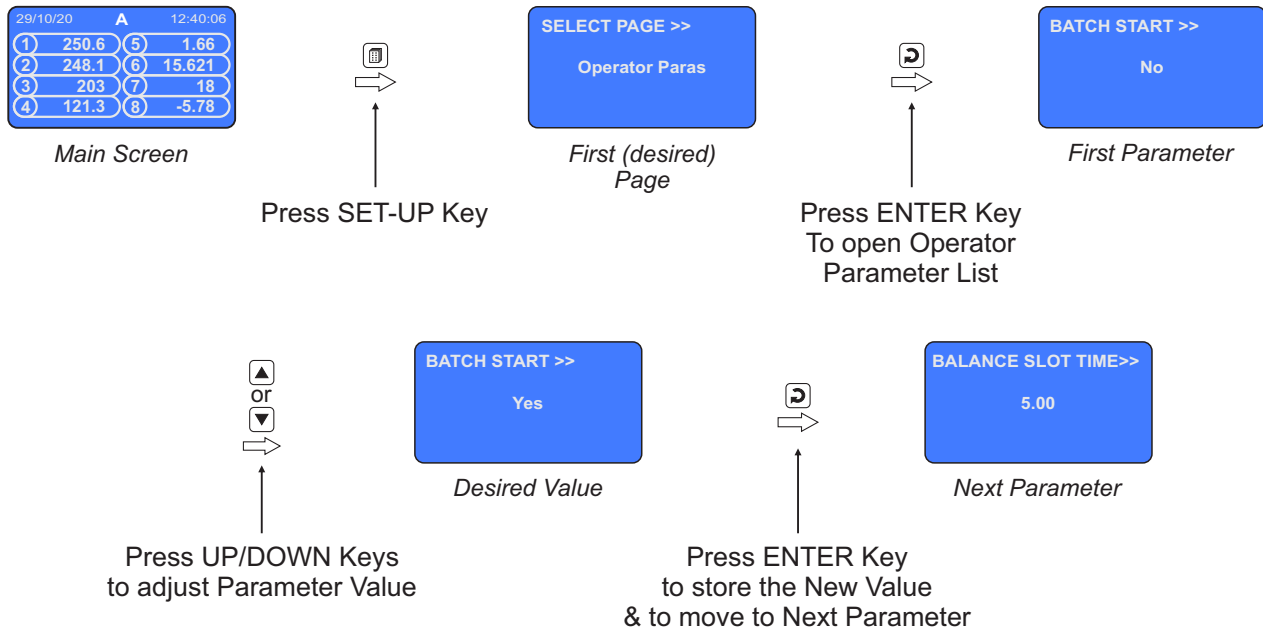 29/10/20 A 12:40:06
1 250.6 5 1.66
2 248.1 6 15.621
3 203 7 18
4 121.3 8 -5.78
Main Screen
Press SET-UP Key
SELECT PAGE >>
Operator Paras
First (desired)
Page
Press ENTER Key
To open Operator
Parameter List
BATCH START >>
No
First Parameter
or
Press UP/DOWN Keys
to adjust Parameter Value
BATCH START >>
Yes
Desired Value
Press ENTER Key
to store the New Value
& to move to Next Parameter
BALANCE SLOT TIME>>
5.00
Next Parameter